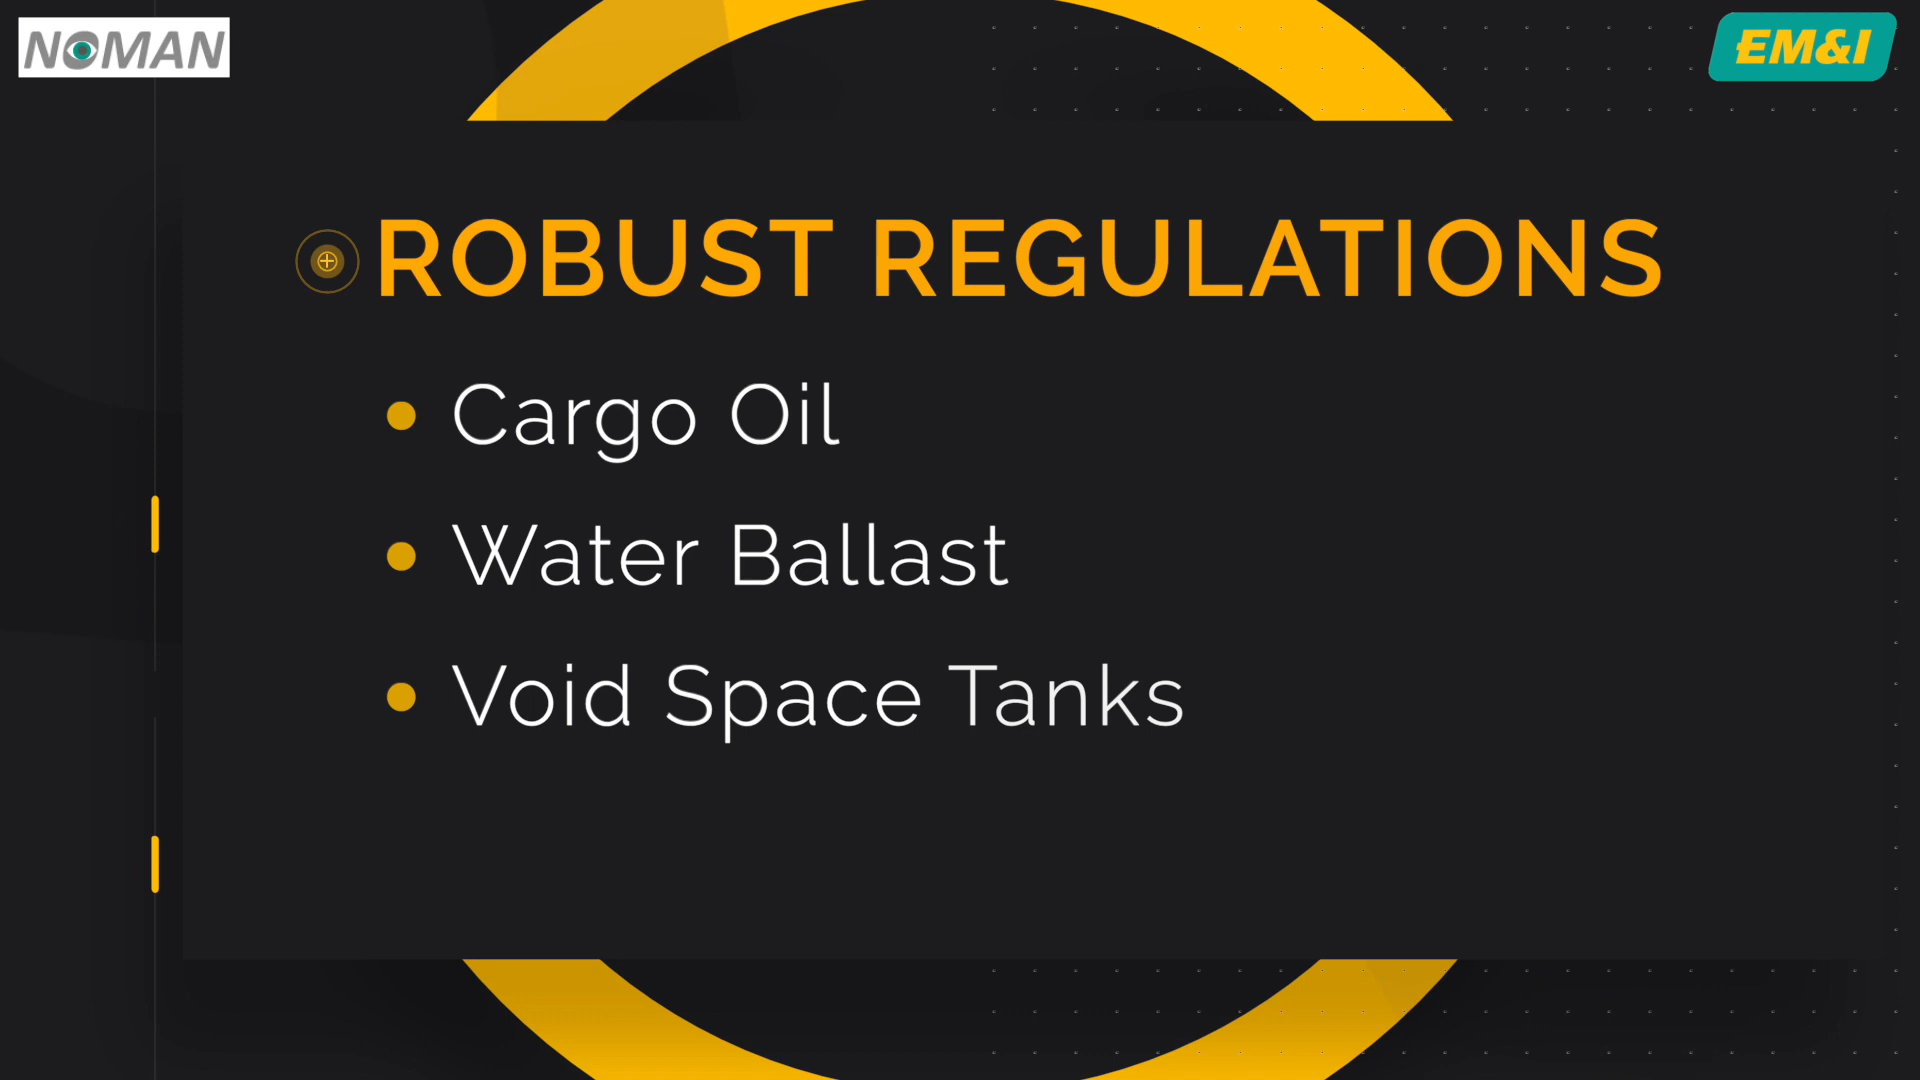 NOMAN
EM&I
ROBUST REGULATIONS
Cargo Oil
Water Ballast
Void Space Tanks